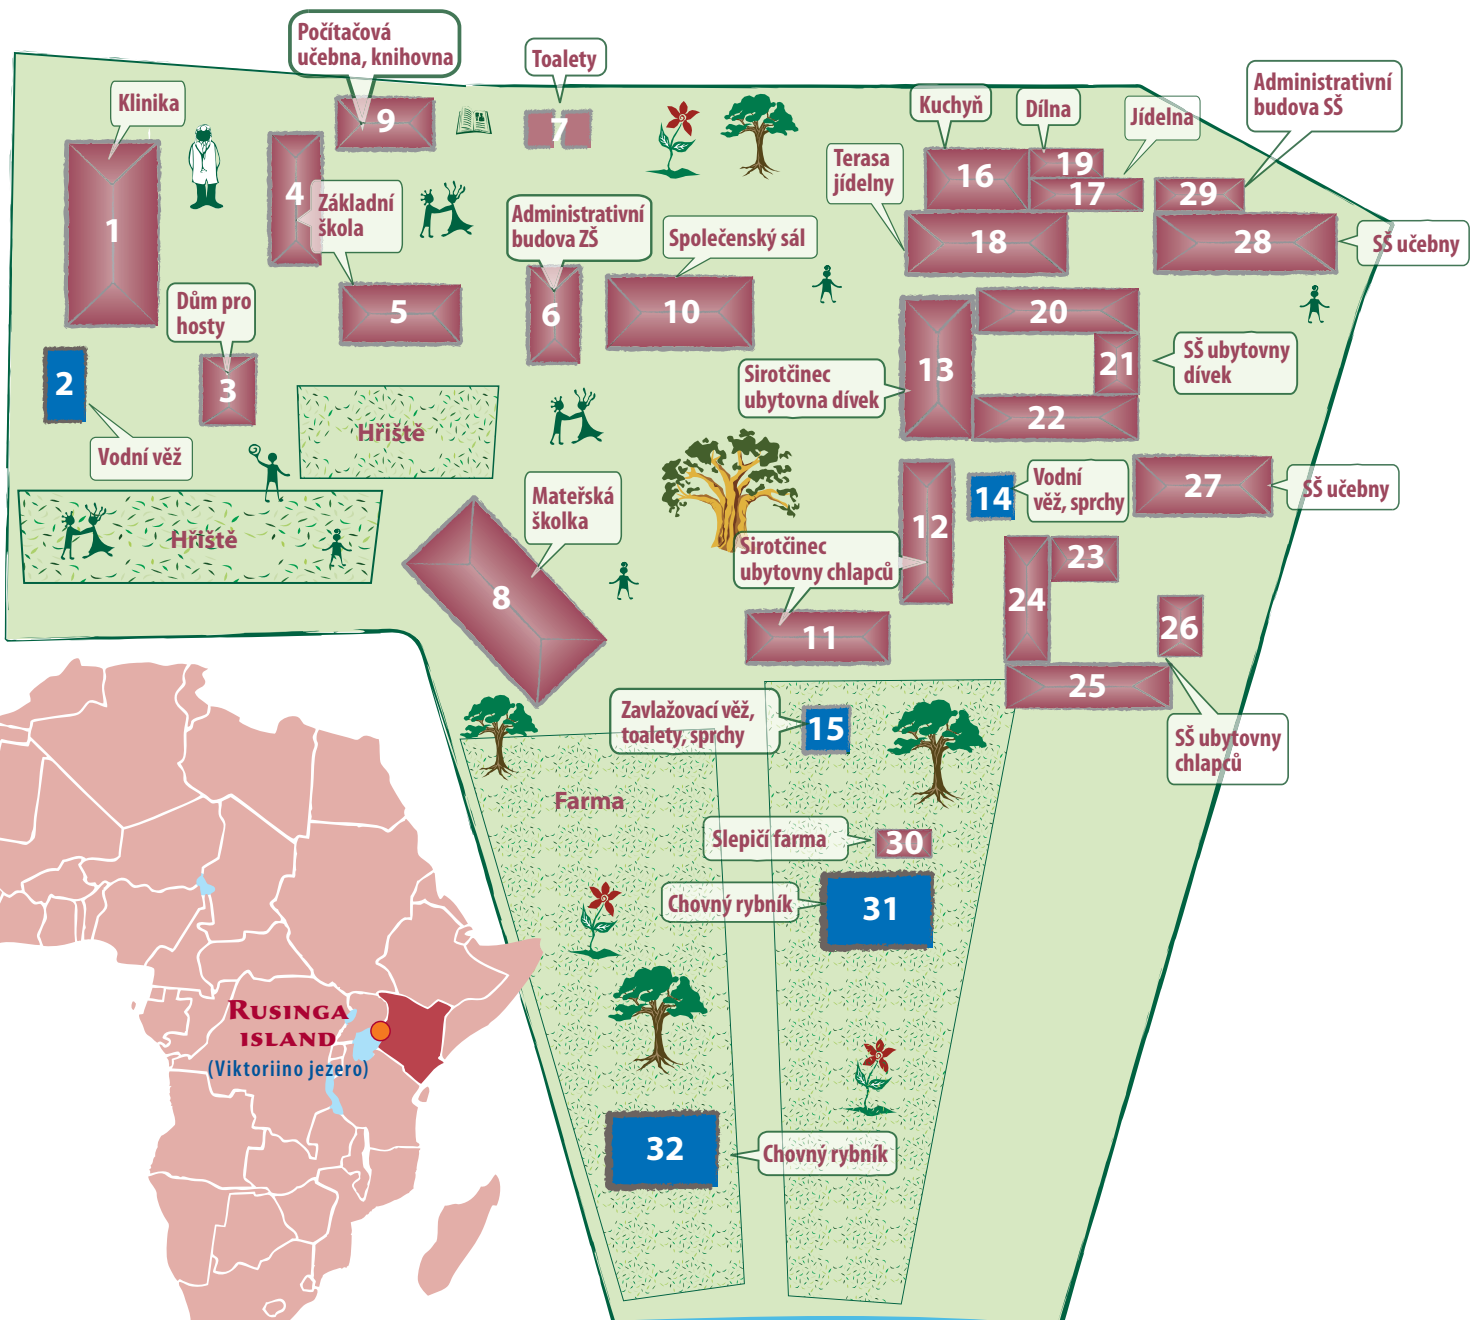 Počítačová
učebna, knihovna
Toalety
Klinika
9
7
Kuchyň
Dílna
Jídelna
Administrativní
budova SŠ
Terasa
jídelny
16
19
17
29
18
28
SŠ učebny
4
Základní
škola
1
Administrativní
budova ZŠ
Společenský sál
Dům pro
hosty
5
6
10
20
13
21
SŠ ubytovny
dívek
22
Sirotčinec
ubytovna dívek
2
3
Vodní věž
Hřiště
Hřiště
Mateřská
školka
8
12
14
Vodní
věž, sprchy
27
SŠ učebny
Sirotčinec
ubytovny chlapců
11
23
24
26
25
SŠ ubytovny
chlapců
Zavlažovací věž,
toalety, sprchy
15
Farma
Slepičí farma
30
Chovný rybník
31
Rusinga
island
(Viktoriino jezero)
32
Chovný rybník